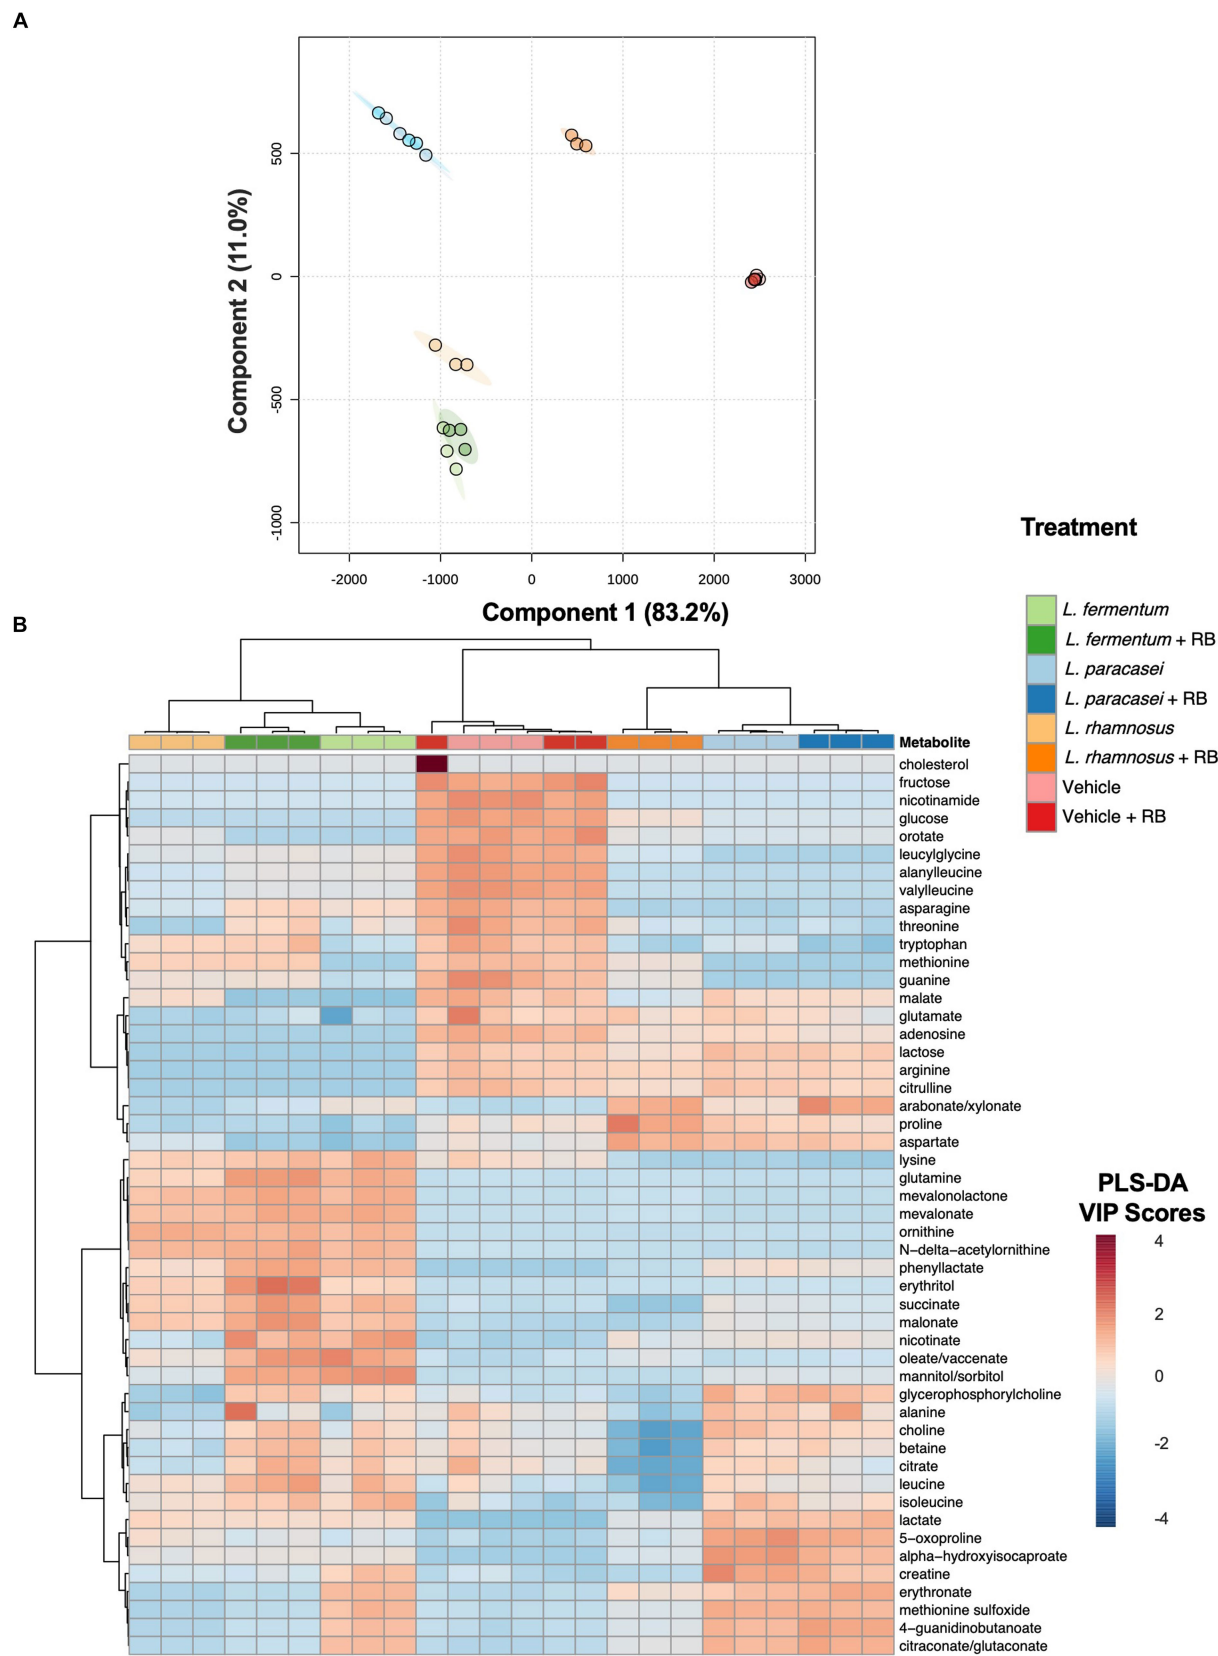 A
Component 2 (11.0%)
500
0
-500
-1000
-2000
-1000
0
1000
2000
3000
Component 1 (83.2%)
Treatment
L. fermentum
L. fermentum + RB
L. paracasei
L. paracasei + RB
L. rhamnosus
L. rhamnosus + RB
Vehicle
Vehicle + RB
B
Metabolite
cholesterol
fructose
nicotinamide
glucose
orotate
leucylglycine
alanylleucine
valylleucine
asparagine
threonine
tryptophan
methionine
guanine
malate
glutamate
adenosine
lactose
arginine
citrulline
arabonate/xylonate
proline
aspartate
lysine
glutamine
mevalonolactone
mevalonate
ornithine
N−delta−acetylornithine
phenyllactate
erythritol
succinate
malonate
nicotinate
oleate/vaccenate
mannitol/sorbitol
glycerophosphorylcholine
alanine
choline
betaine
citrate
leucine
isoleucine
lactate
5−oxoproline
alpha−hydroxyisocaproate
creatine
erythronate
methionine sulfoxide
4−guanidinobutanoate
citraconate/glutaconate
PLS-DA
VIP Scores
4
2
0
-2
-4